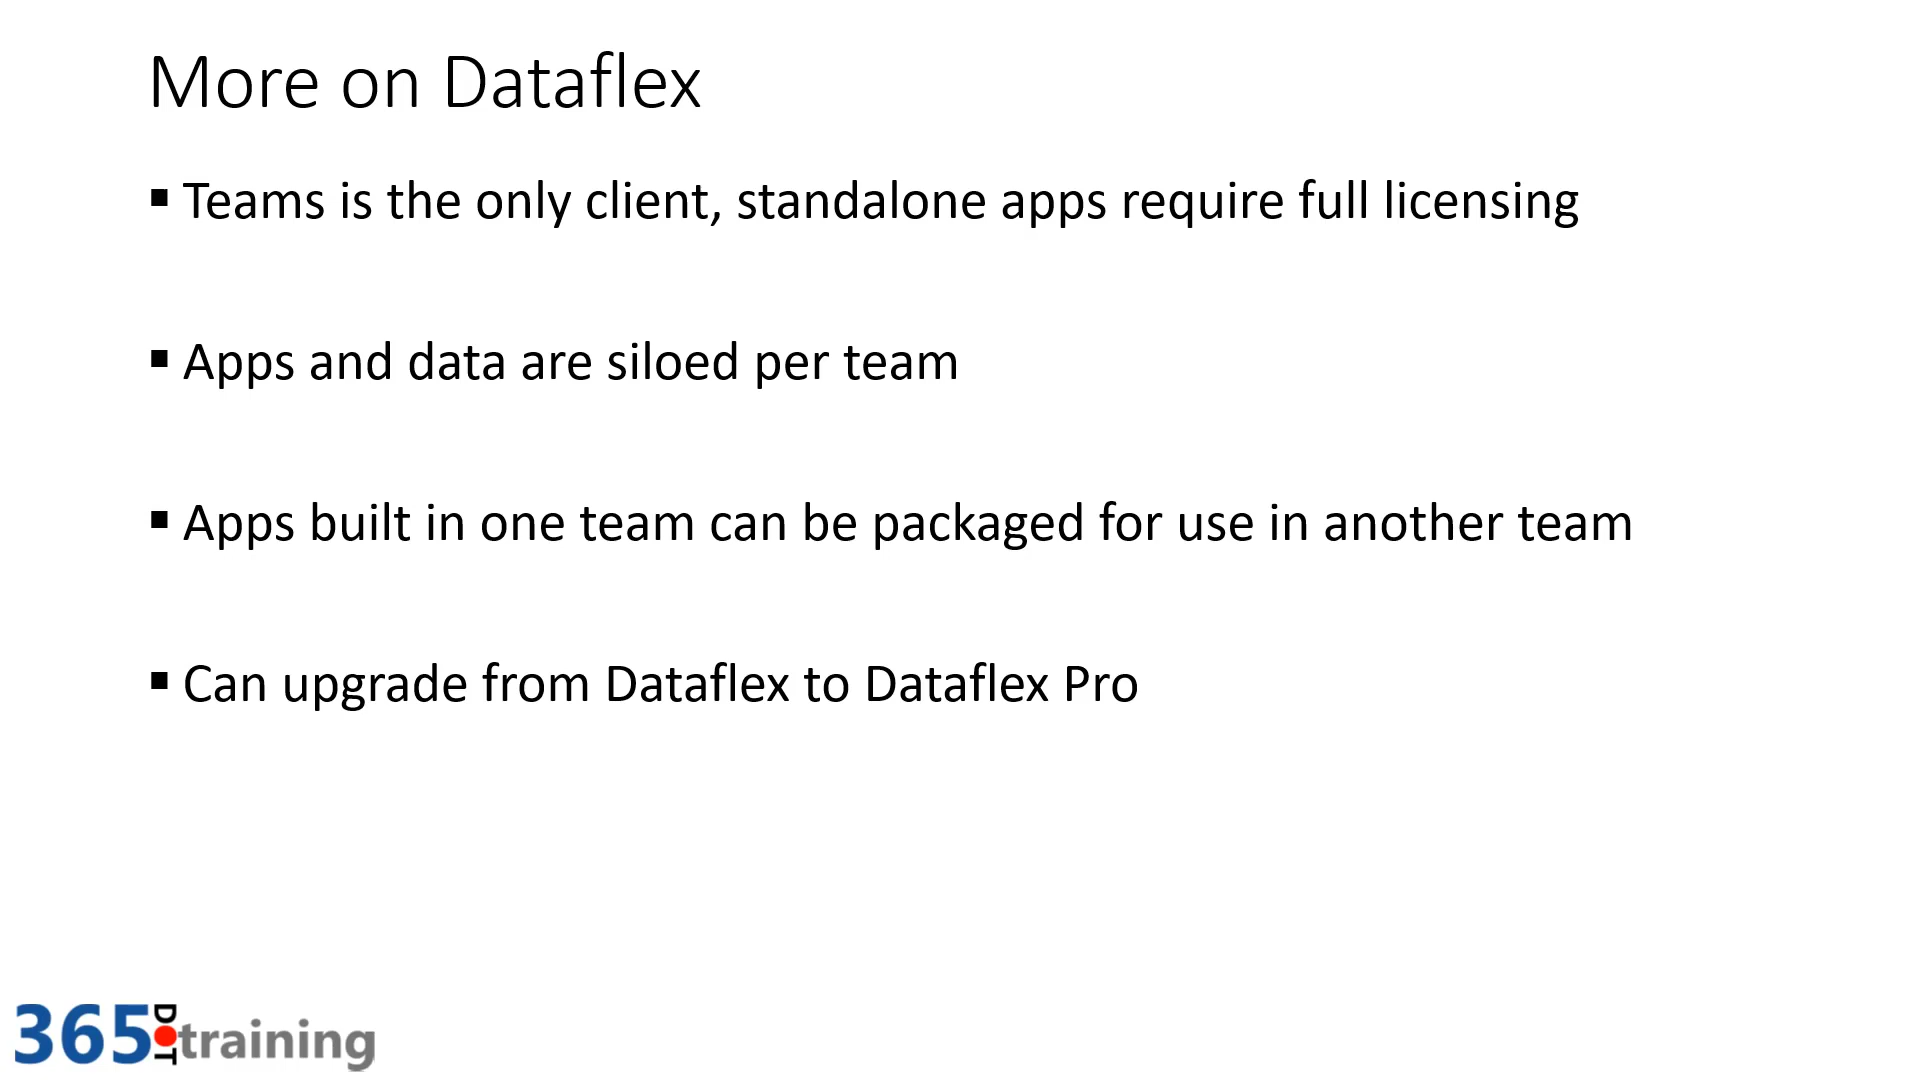 More on Dataflex
▪ Teams is the only client, standalone apps require full licensing
▪ Apps and data are siloed per team
▪ Apps built in one team can be packaged for use in another team
▪ Can upgrade from Dataflex to Dataflex Pro
365 DOT training